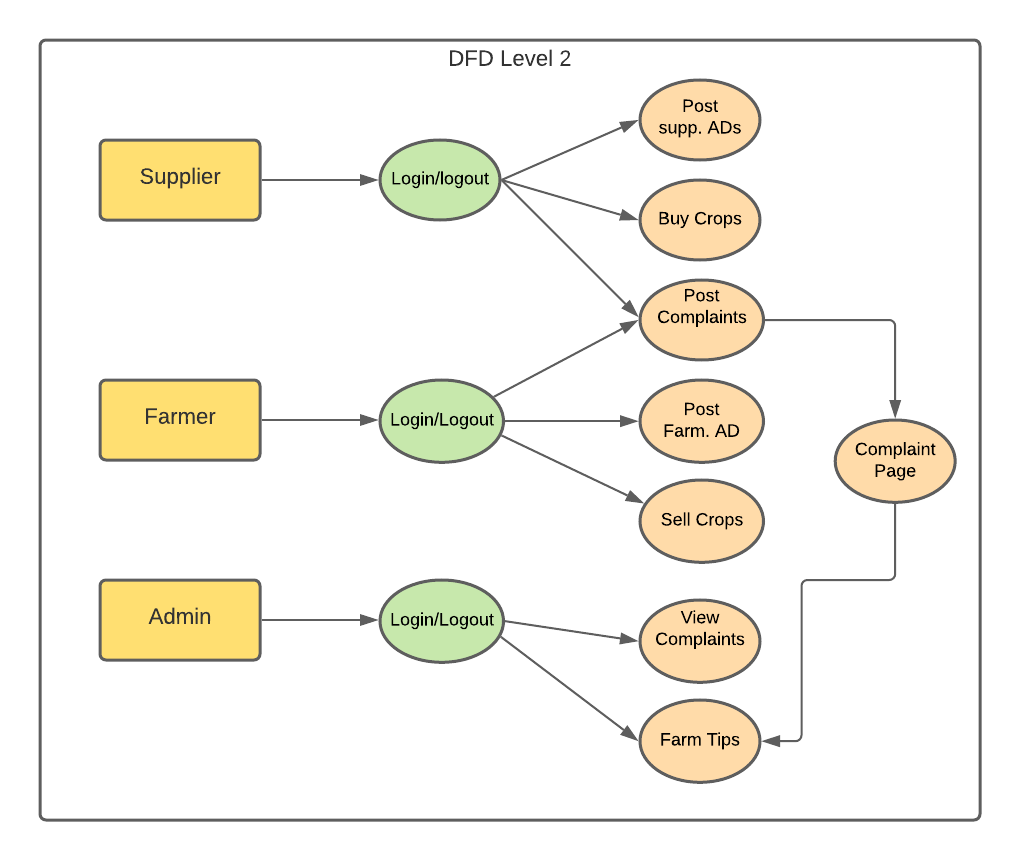 DFD Level 2
Post
supp. ADs
Supplier
Login/logout
Buy Crops
Post
Complaints
Farmer
Login/Logout
Post
Farm. AD
Complaint
Page
Sell Crops
Admin
Login/Logout
View
Complaints
Farm Tips